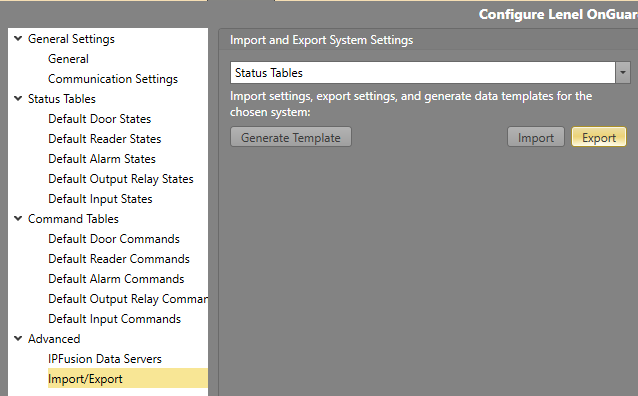 Configure Lenel OnGuar
General Settings
General
Communication Settings
Status Tables
Default Door States
Default Reader States
Default Alarm States
Default Output Relay States
Default Input States
Command Tables
Default Door Commands
Default Reader Commands
Default Alarm Commands
Default Output Relay Comman
Default Input Commands
Advanced
IPFusion Data Servers
Import/Export
Import and Export System Settings
Status Tables
Import settings, export settings, and generate data templates for the
chosen system:
Generate Template Import Export